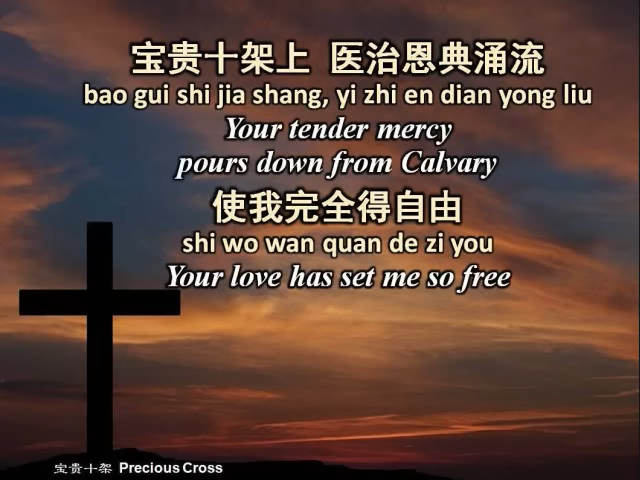 宝贵十架上 医治恩典涌流
bao gui shi jia shang, yi zhi en dian yong liu
Your tender mercy
pours down from Calvary
使我完全得自由
shi wo wan quan de zi you
Your love has set me so free
宝贵十架 Precious Cross